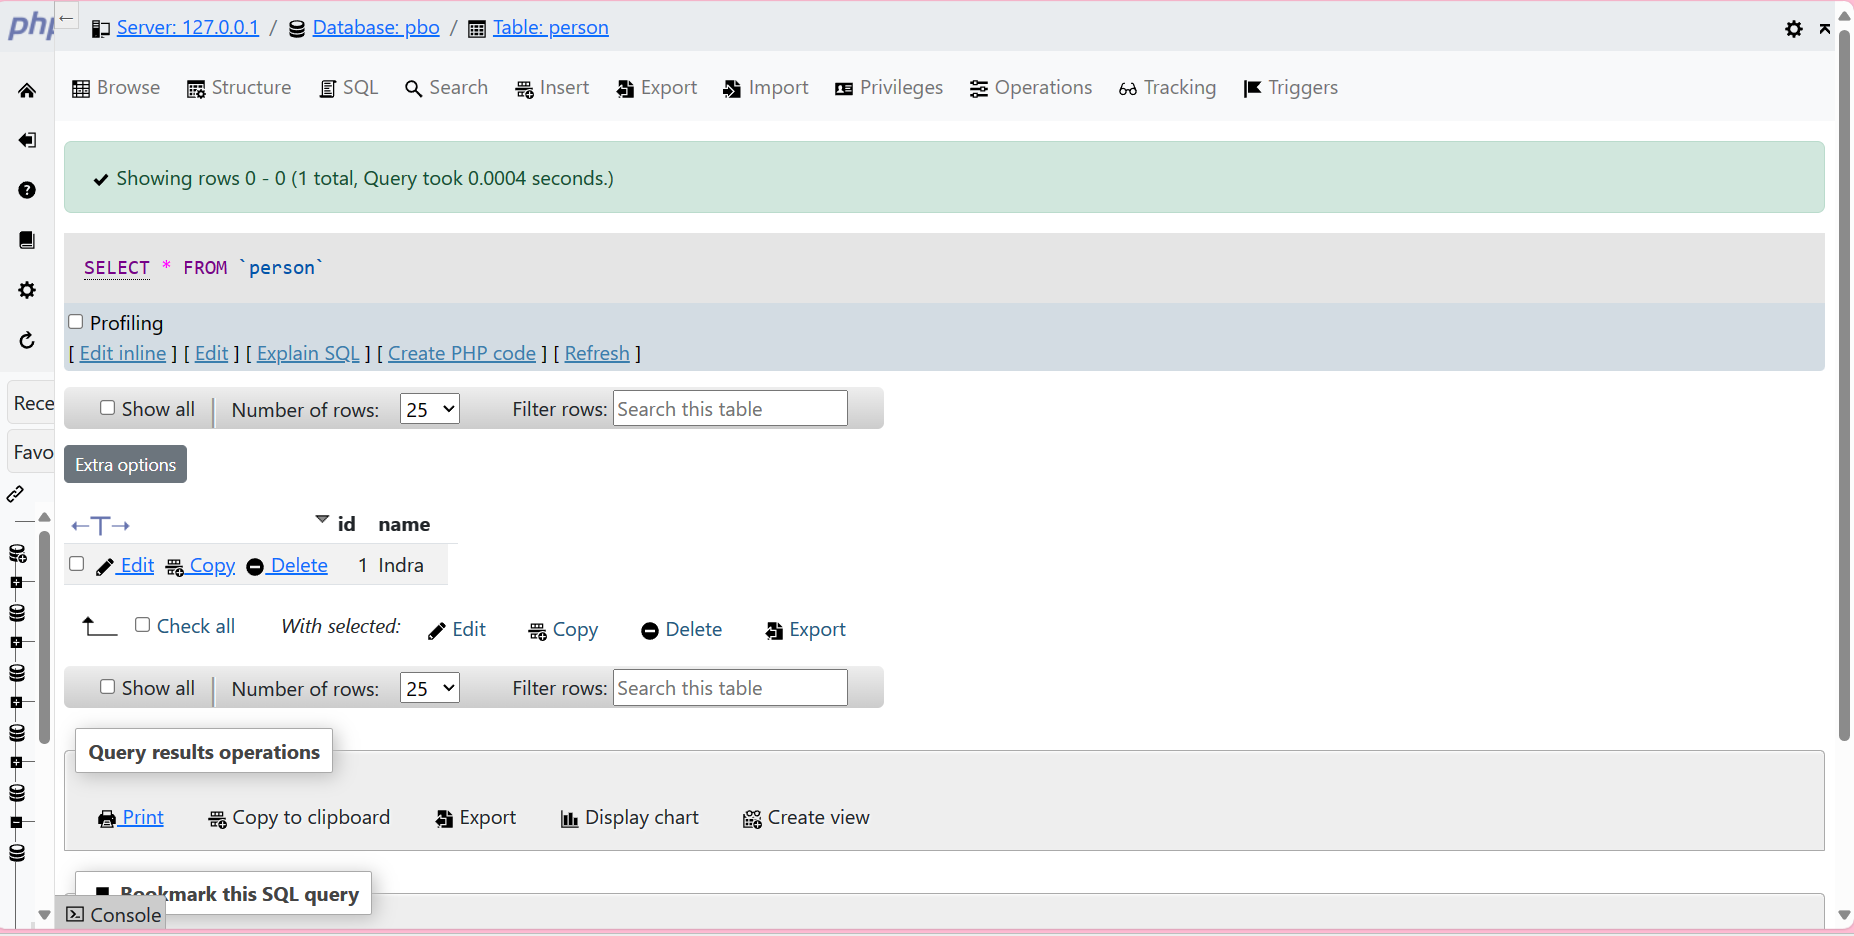 php
Server: 127.0.0.1 / Database: pbo / Table: person
Browse Structure SQL Search Insert Export Import Privileges Operations Tracking Triggers
Showing rows 0 - 0 (1 total, Query took 0.0004 seconds.)
SELECT * FROM `person`
Profiling
[ Edit inline ] [ Edit ] [ Explain SQL ] [ Create PHP code ] [ Refresh ]
Rece
Show all Number of rows: 25 Filter rows: Search this table
Favo
Extra options
id name
Edit Copy Delete 1 Indra
Check all With selected: Edit Copy Delete Export
Show all Number of rows: 25 Filter rows: Search this table
Query results operations
Print Copy to clipboard Export Display chart Create view
Bookmark this SQL query
Console